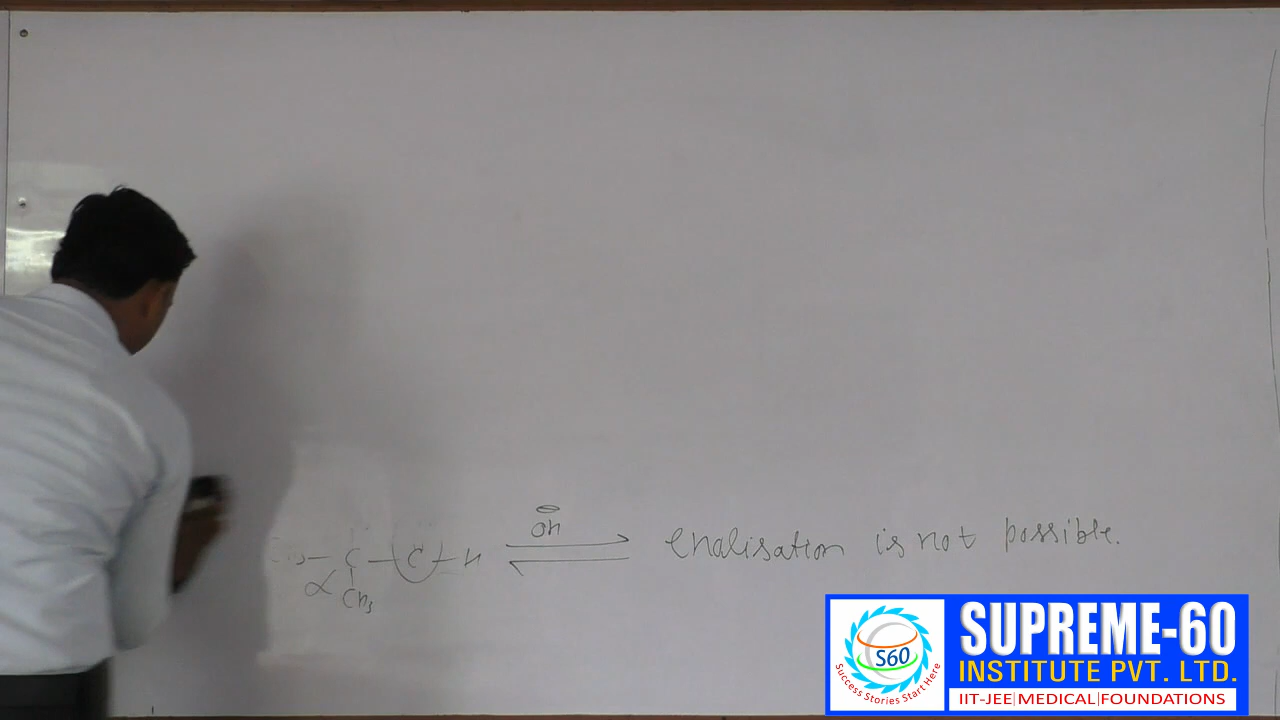 OH
C - C - H enalisation is not possible.
α CH3
SUPREME-60
INSTITUTE PVT. LTD.
IIT-JEE|MEDICAL|FOUNDATIONS
S60
Success Stories Start Here